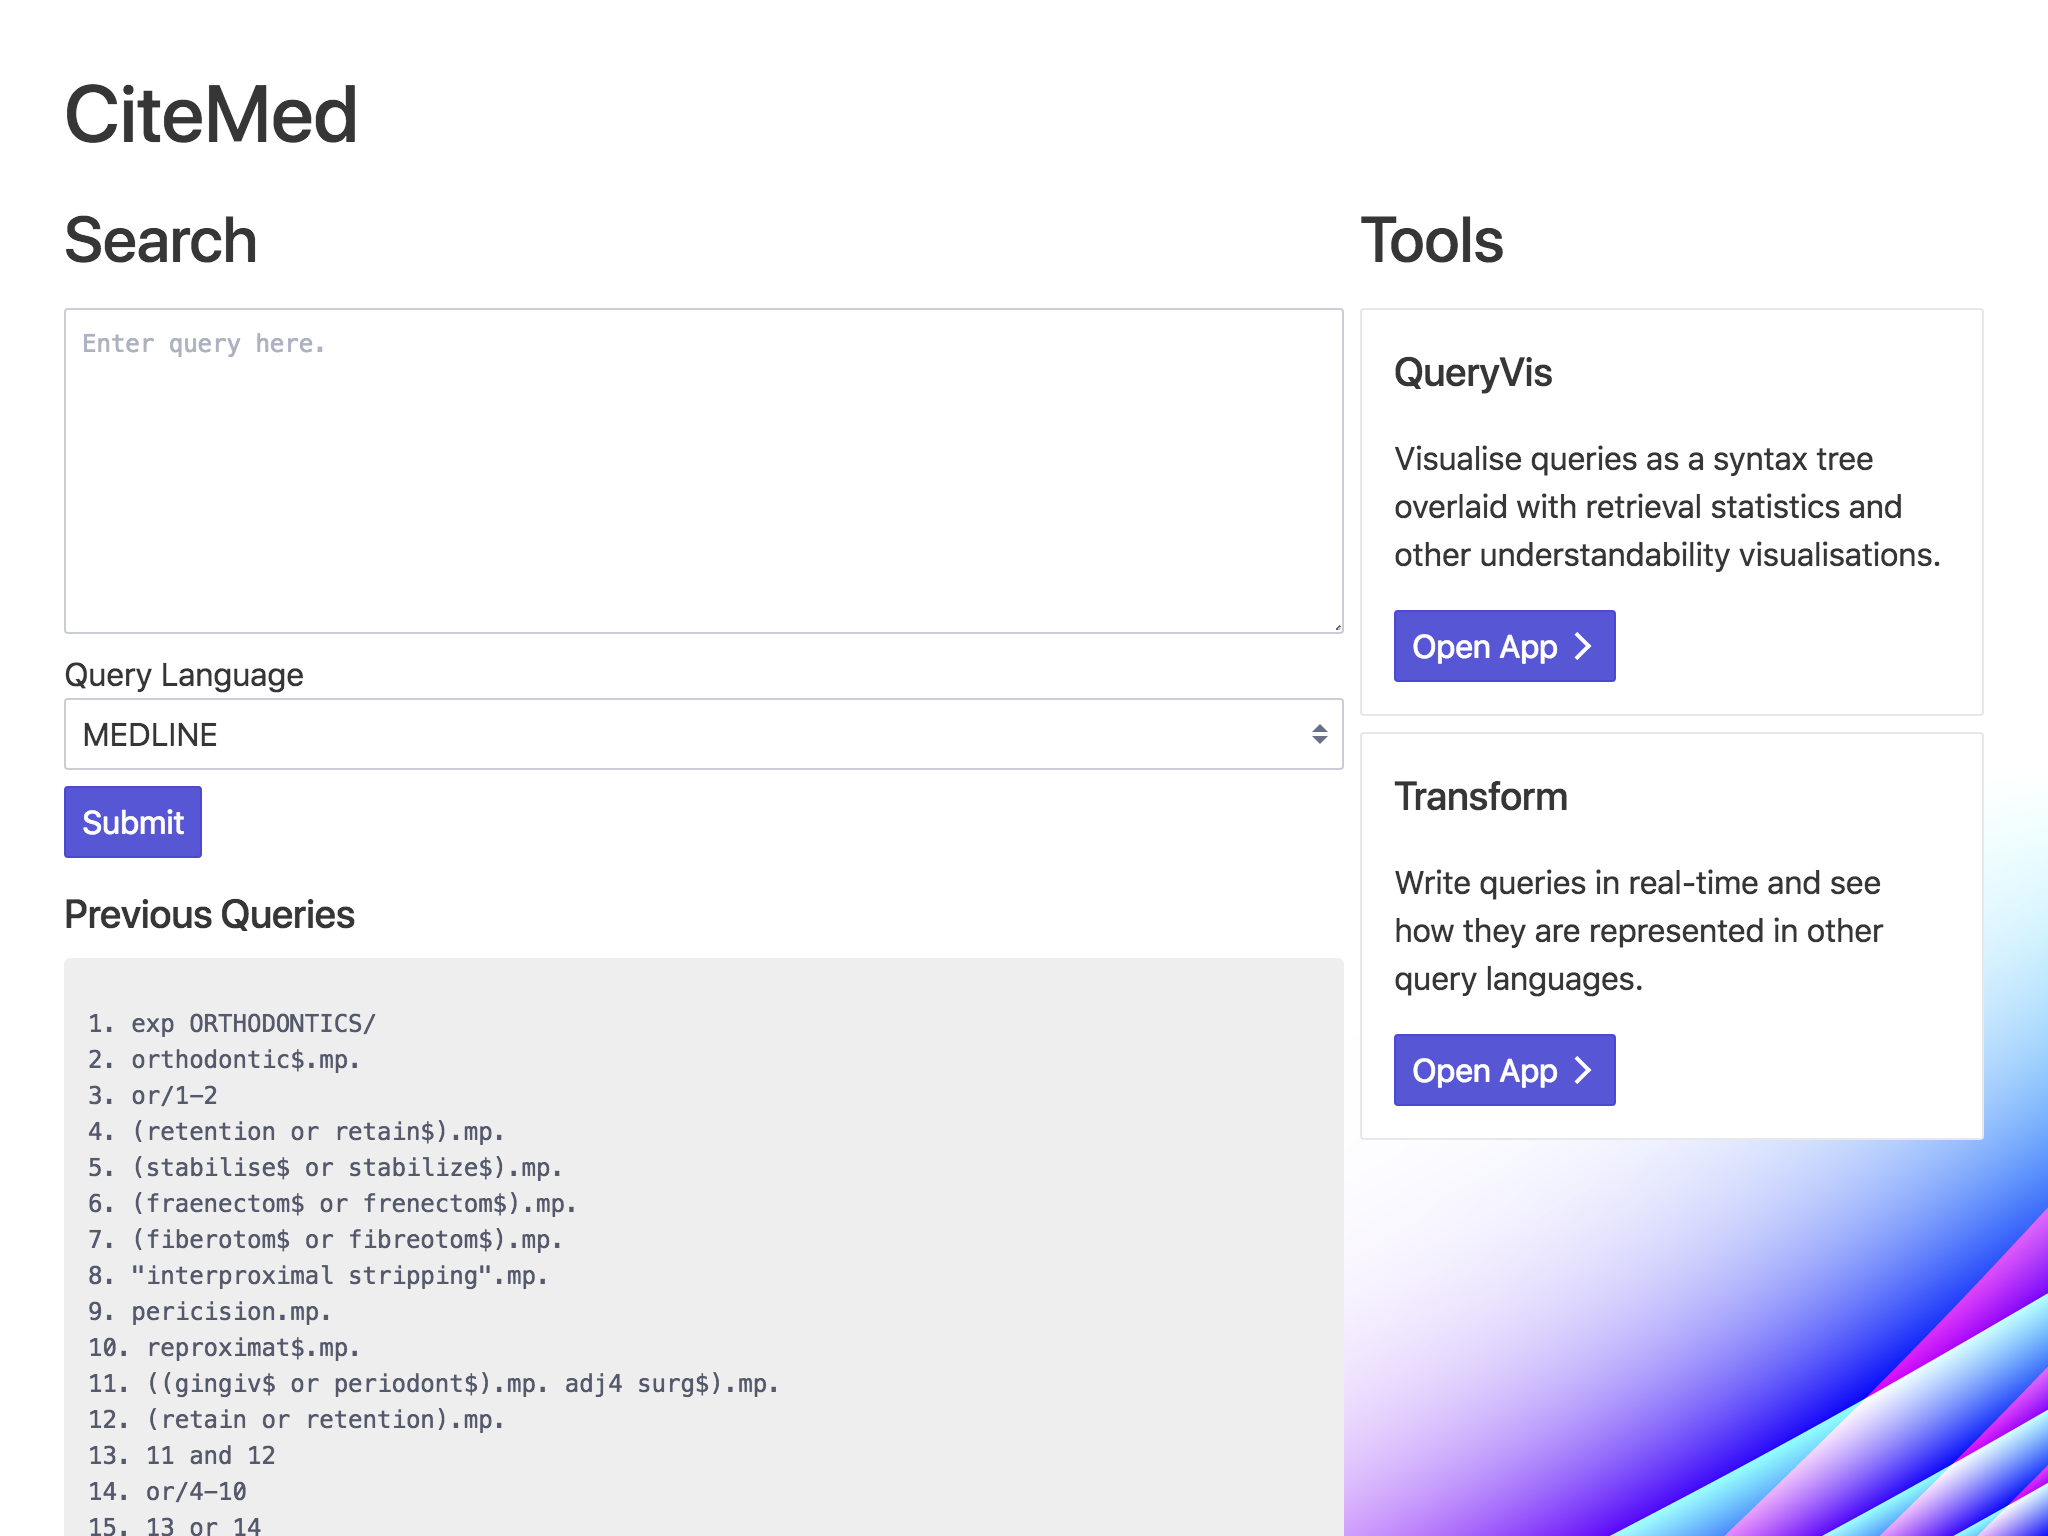 CiteMed
Search
Enter query here.
Query Language
MEDLINE
Submit
Previous Queries
1. exp ORTHODONTICS/
2. orthodontic$.mp.
3. or/1-2
4. (retention or retain$).mp.
5. (stabilise$ or stabilize$).mp.
6. (fraenectom$ or frenectom$).mp.
7. (fiberotom$ or fibreotom$).mp.
8. "interproximal stripping".mp.
9. pericision.mp.
10. reproximat$.mp.
11. ((gingiv$ or periodont$).mp. adj4 surg$).mp.
12. (retain or retention).mp.
13. 11 and 12
14. or/4-10
15. 13 or 14
Tools
QueryVis
Visualise queries as a syntax tree
overlaid with retrieval statistics and
other understandability visualisations.
Open App
Transform
Write queries in real-time and see
how they are represented in other
query languages.
Open App